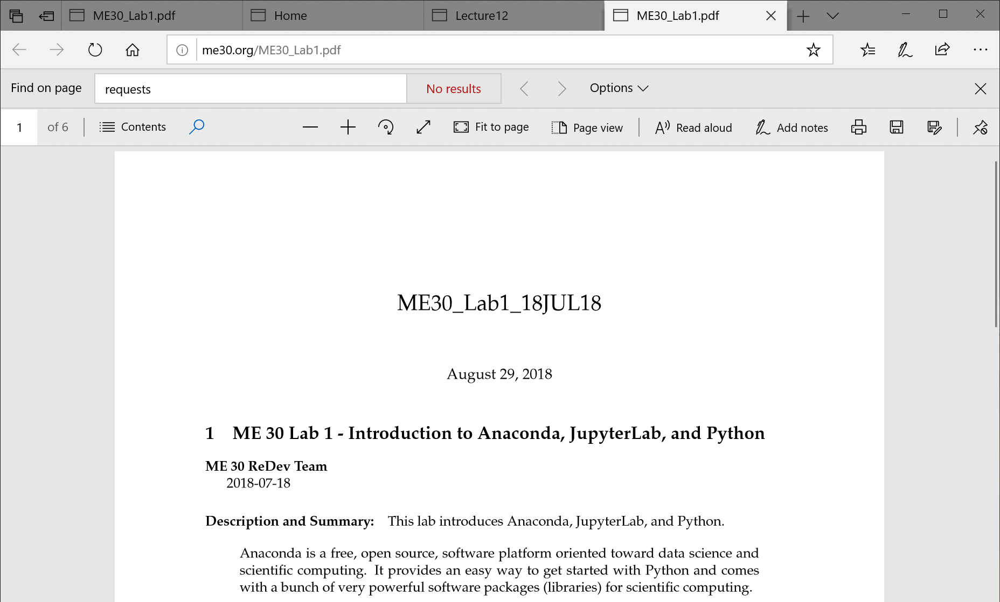 ME30_Lab1.pdf Home Lecture12 ME30_Lab1.pdf
me30.org/ME30_Lab1.pdf
Find on page requests No results Options
1 of 6 Contents Fit to page Page view Read aloud Add notes
ME30_Lab1_18JUL18
August 29, 2018
1 ME 30 Lab 1 - Introduction to Anaconda, JupyterLab, and Python
ME 30 ReDev Team
2018-07-18
Description and Summary: This lab introduces Anaconda, JupyterLab, and Python.
Anaconda is a free, open source, software platform oriented toward data science and
scientific computing. It provides an easy way to get started with Python and comes
with a bunch of very powerful software packages (libraries) for scientific computing.